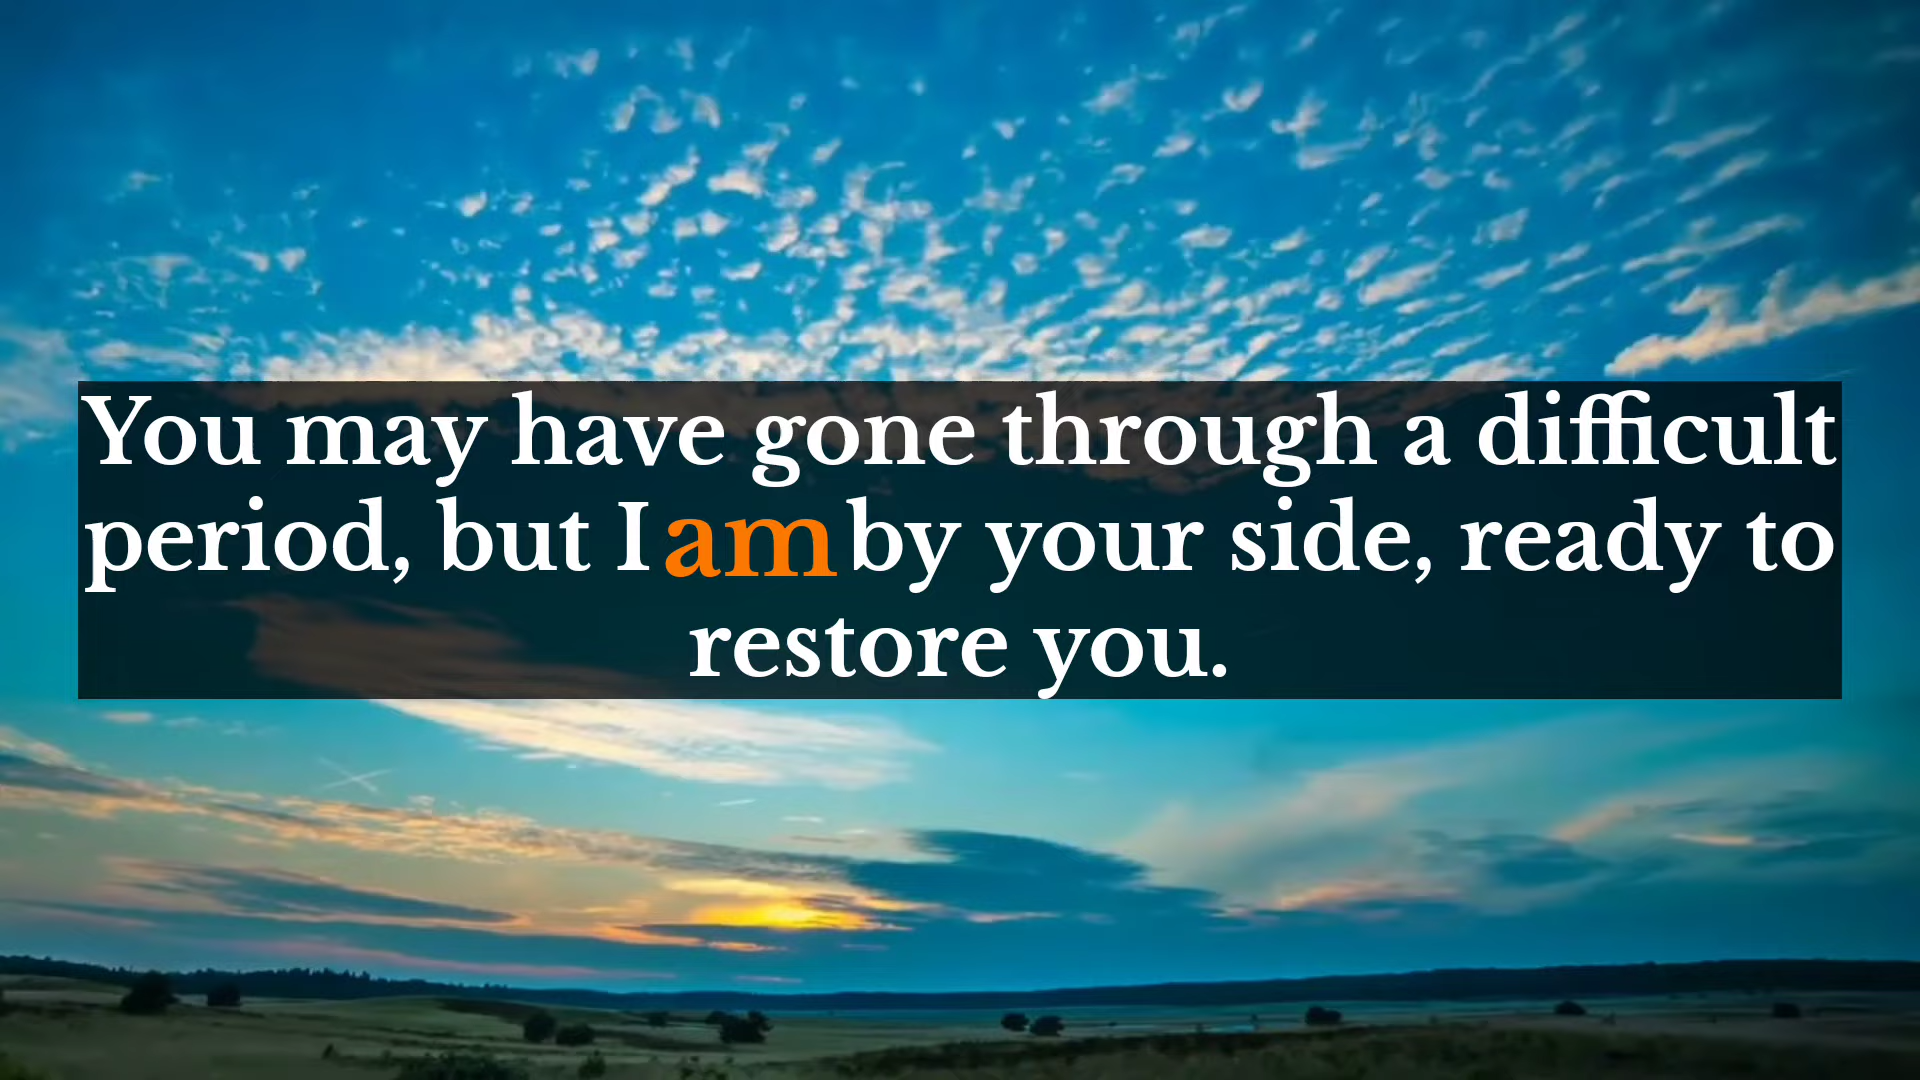 You may have gone through a difficult
period, but I am by your side, ready to
restore you.